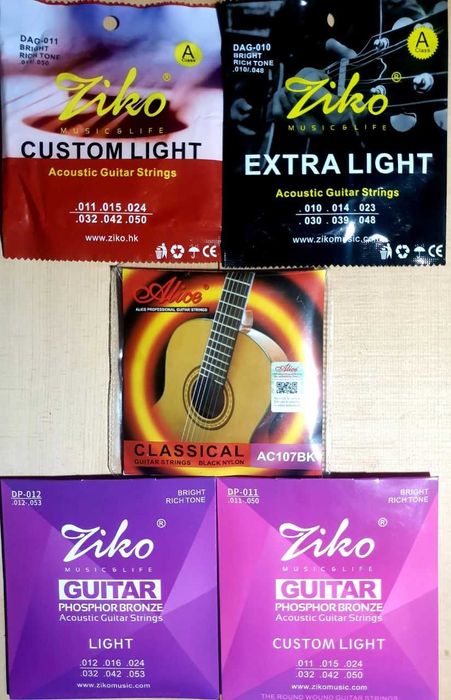 DAG-011
BRIGHT
RICH TONE
.011/.050
A
Class
Ziko®
MUSIC & LIFE
CUSTOM LIGHT
Acoustic Guitar Strings
.011 .015 .024
.032 .042 .050
www.ziko.hk
DAG-010
BRIGHT
RICH TONE
.010/.048
A
Class
Ziko®
MUSIC & LIFE
EXTRA LIGHT
Acoustic Guitar Strings
.010 .014 .023
.030 .039 .048
www.zikomusic.com
Alice®
ALICE PROFESSIONAL GUITAR STRINGS
Alice
CLASSICAL
GUITAR STRINGS BLACK NYLON
AC107BK
DP-012
.012-.053
BRIGHT
RICH TONE
Ziko®
MUSIC & LIFE
GUITAR
PHOSPHOR BRONZE
Acoustic Guitar Strings
LIGHT
.012 .016 .024
.032 .042 .053
www.zikomusic.com
DP-011
.011-.050
BRIGHT
RICH TONE
Ziko®
MUSIC & LIFE
GUITAR
PHOSPHOR BRONZE
Acoustic Guitar Strings
CUSTOM LIGHT
.011 .015 .024
.032 .042 .050
www.zikomusic.com
THE ROUND WOUND GUITAR STRINGS